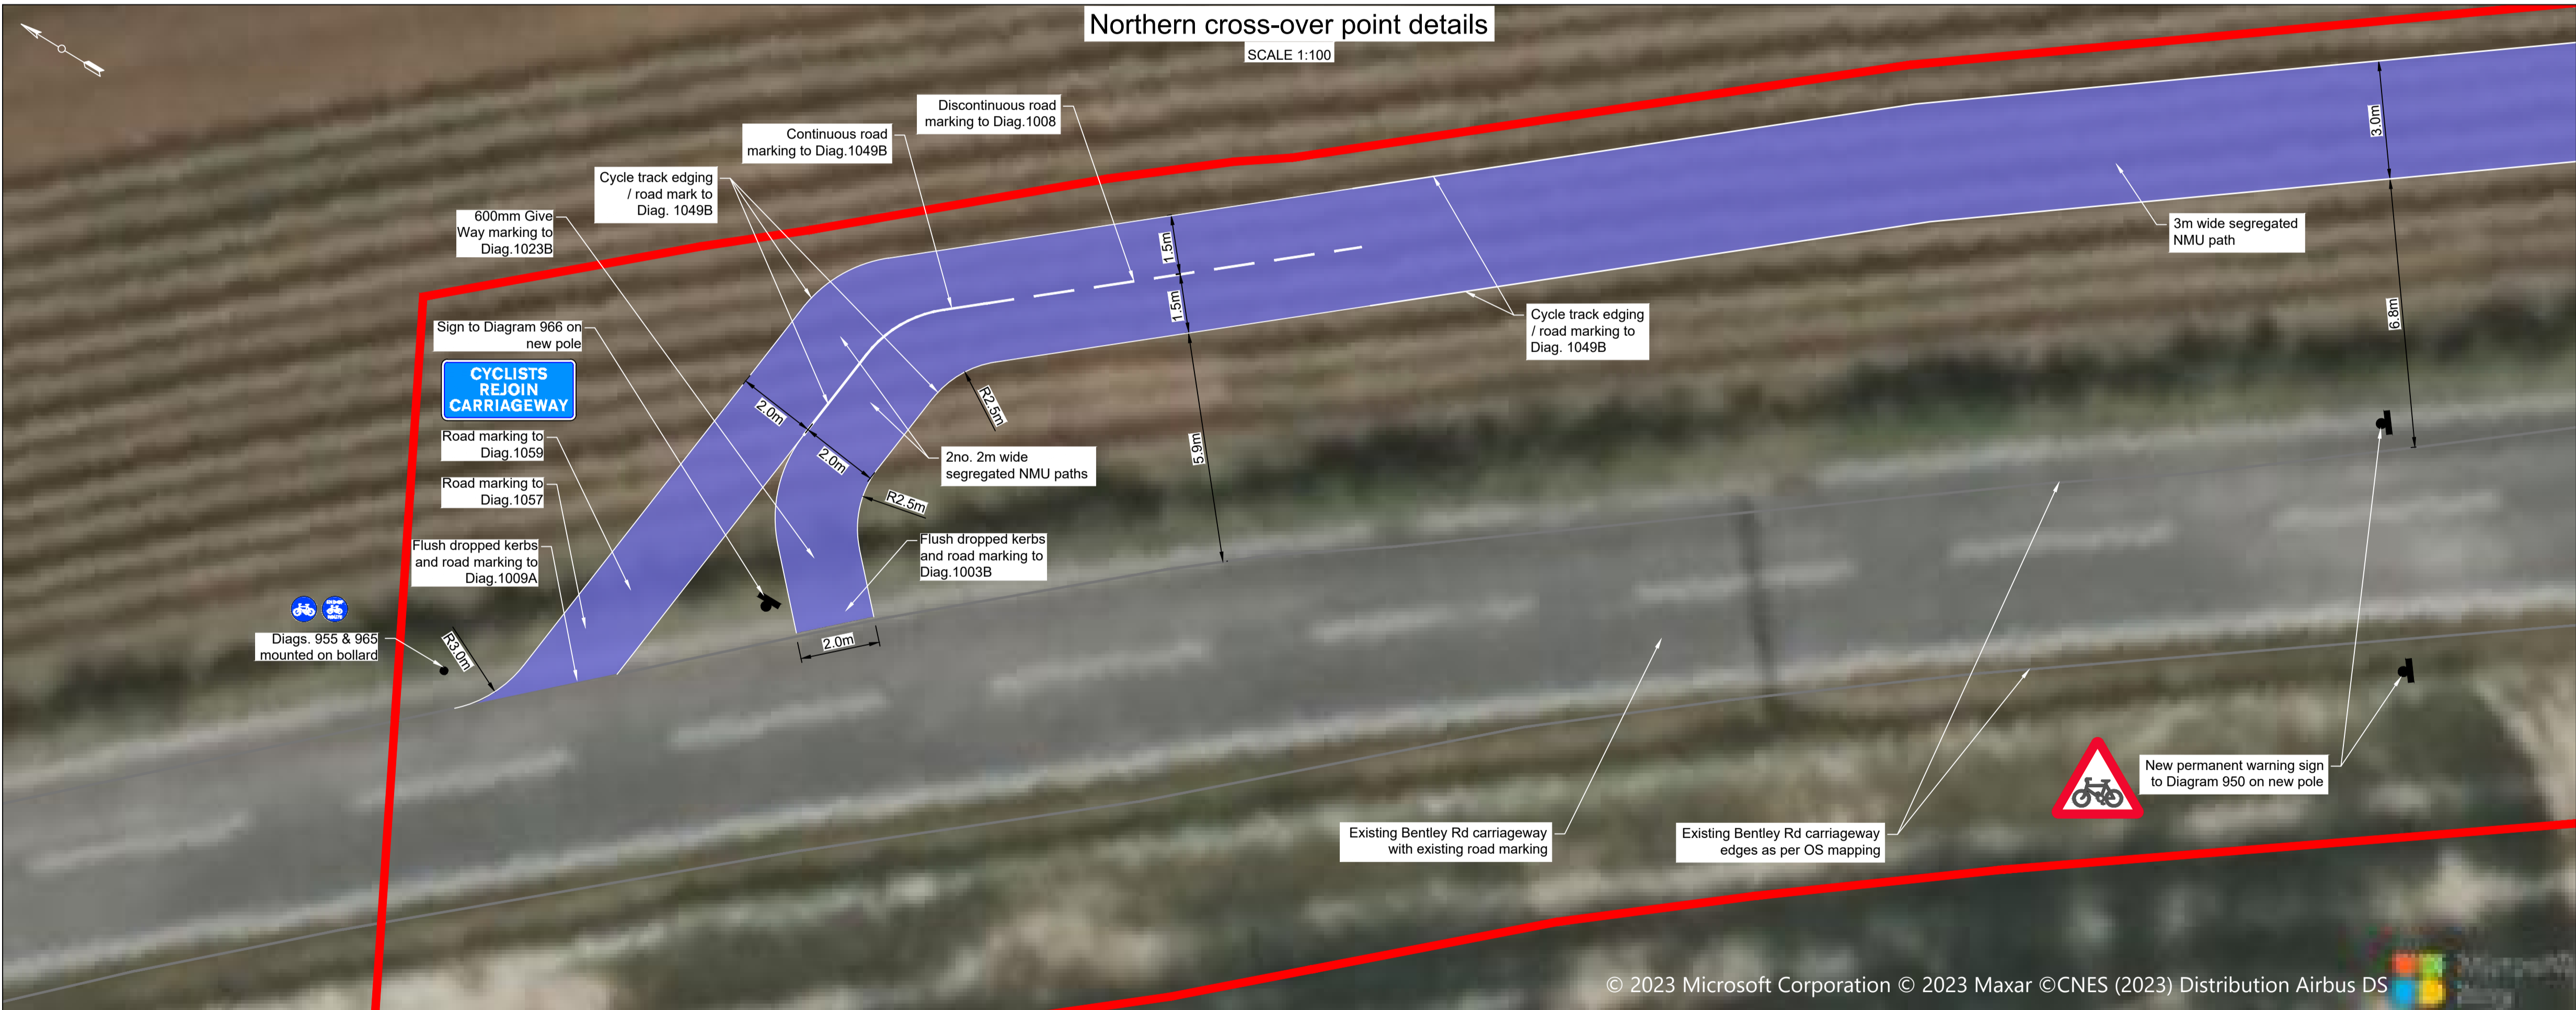 Northern cross-over point details
SCALE 1:100
Discontinuous road
marking to Diag.1008
Continuous road
marking to Diag.1049B
Cycle track edging
/ road mark to
Diag. 1049B
600mm Give
Way marking to
Diag.1023B
Sign to Diagram 966 on
new pole
CYCLISTS
REJOIN
CARRIAGEWAY
Road marking to
Diag.1059
Road marking to
Diag.1057
Flush dropped kerbs
and road marking to
Diag.1009A
Diags. 955 & 965
mounted on bollard
R3.0m
2.0m
2.0m
2.0m
R2.5m
R2.5m
2no. 2m wide
segregated NMU paths
Flush dropped kerbs
and road marking to
Diag.1003B
1.5m
1.5m
5.9m
Cycle track edging
/ road marking to
Diag. 1049B
3.0m
3m wide segregated
NMU path
6.8m
Existing Bentley Rd carriageway
with existing road marking
Existing Bentley Rd carriageway
edges as per OS mapping
New permanent warning sign
to Diagram 950 on new pole
© 2023 Microsoft Corporation © 2023 Maxar ©CNES (2023) Distribution Airbus DS